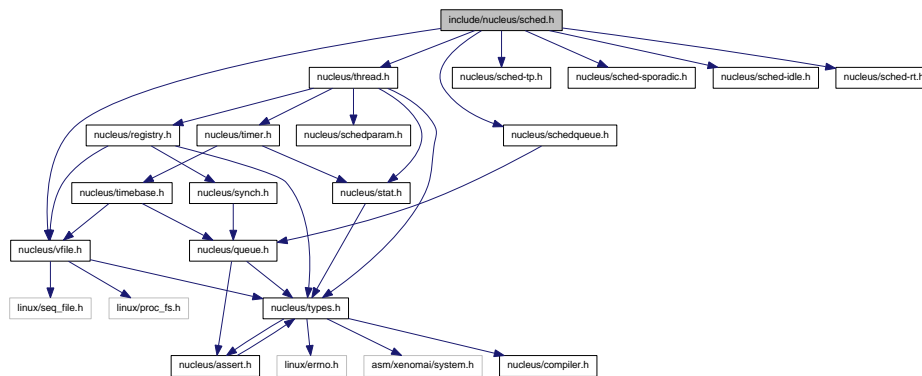 include/nucleus/sched.h
nucleus/thread.h
nucleus/sched-tp.h
nucleus/sched-sporadic.h
nucleus/sched-idle.h
nucleus/sched-rt.h
nucleus/registry.h
nucleus/timer.h
nucleus/schedparam.h
nucleus/schedqueue.h
nucleus/timebase.h
nucleus/synch.h
nucleus/stat.h
nucleus/vfile.h
nucleus/queue.h
linux/seq_file.h
linux/proc_fs.h
nucleus/types.h
nucleus/assert.h
linux/errno.h
asm/xenomai/system.h
nucleus/compiler.h